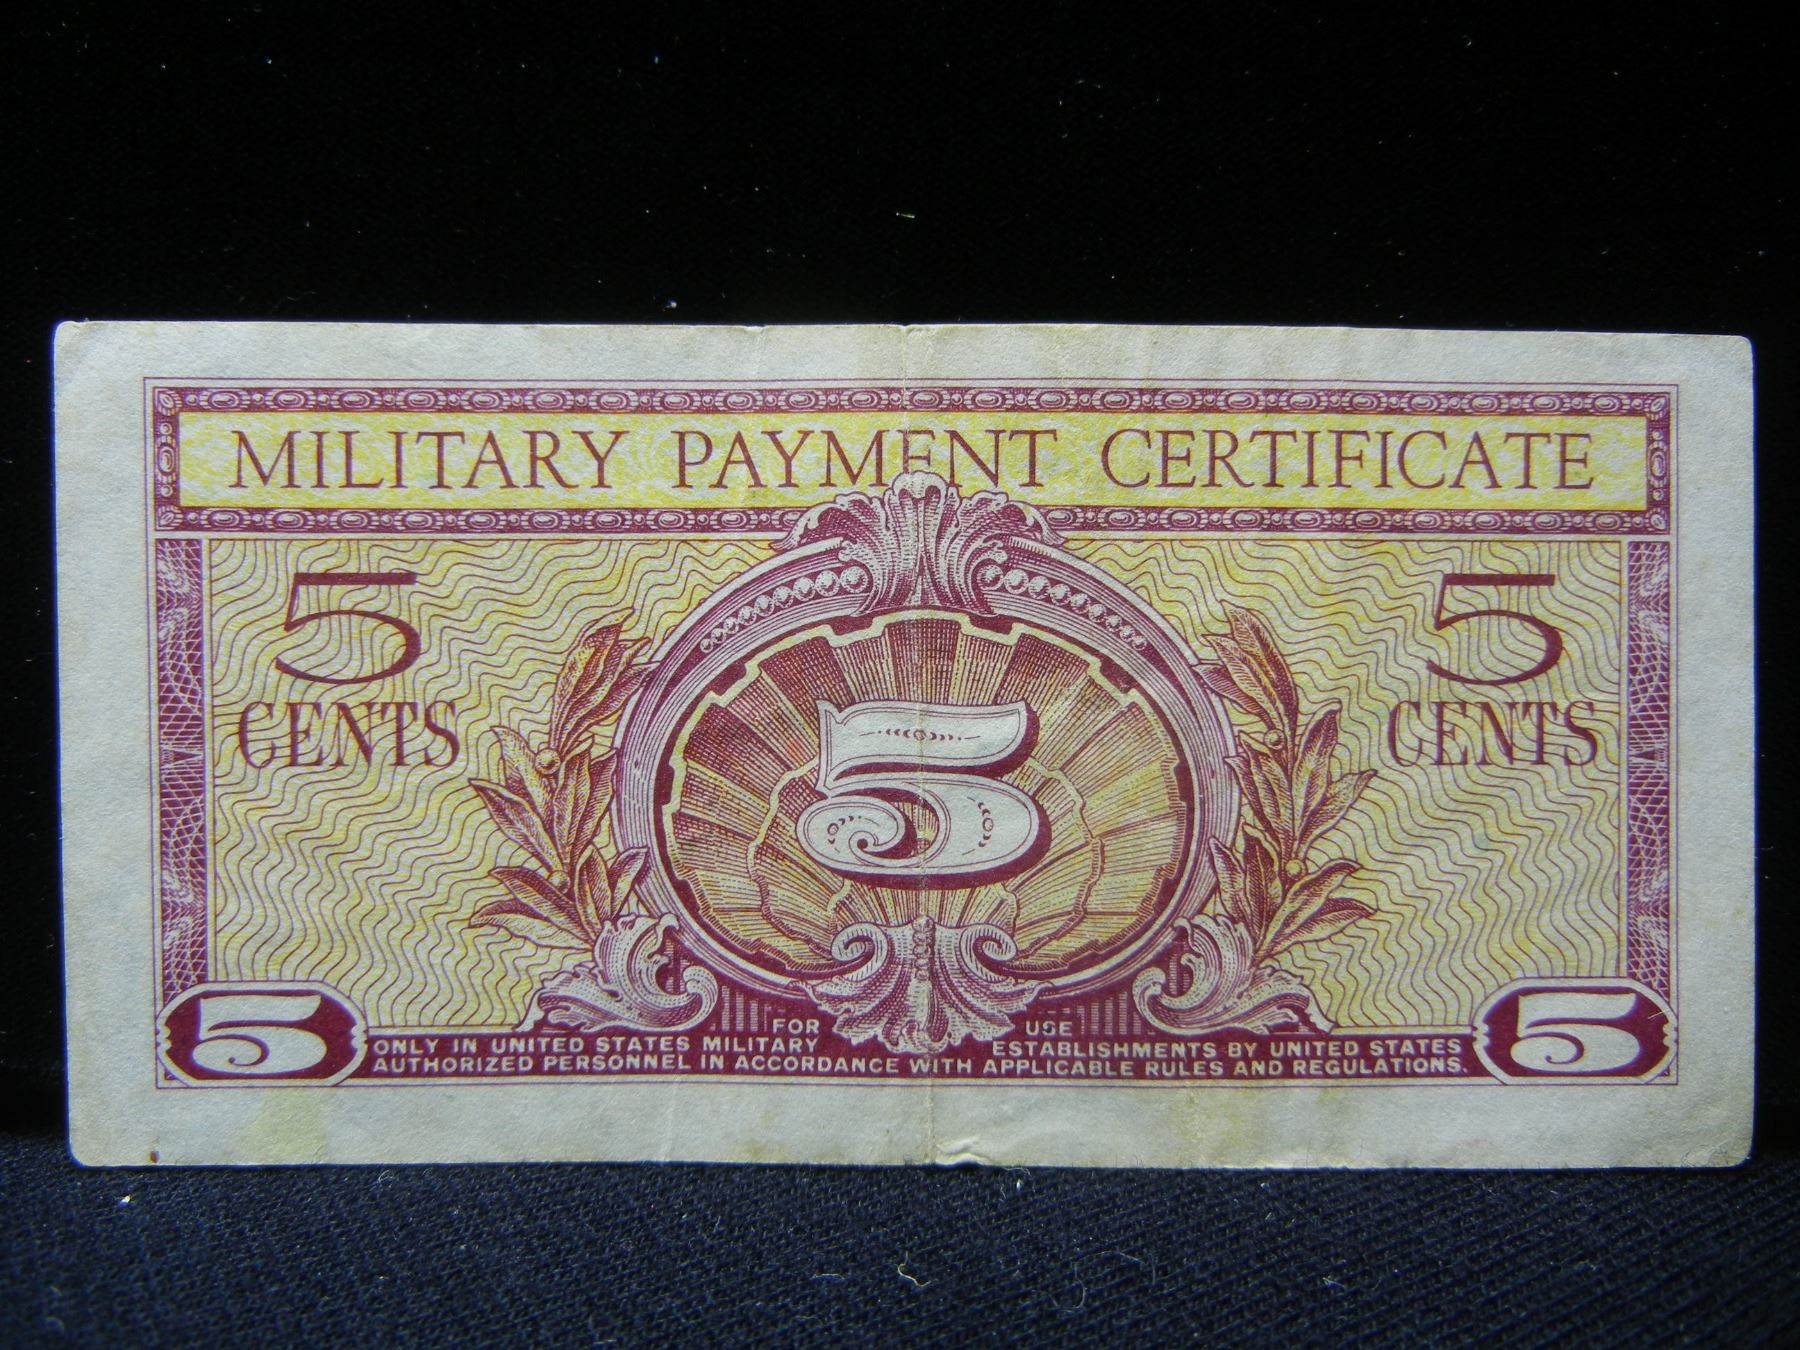 MILITARY PAYMENT CERTIFICATE
5 5
CENTS CENTS
5
5 5
FOR USE
ONLY IN UNITED STATES MILITARY ESTABLISHMENTS BY UNITED STATES
AUTHORIZED PERSONNEL IN ACCORDANCE WITH APPLICABLE RULES AND REGULATIONS.